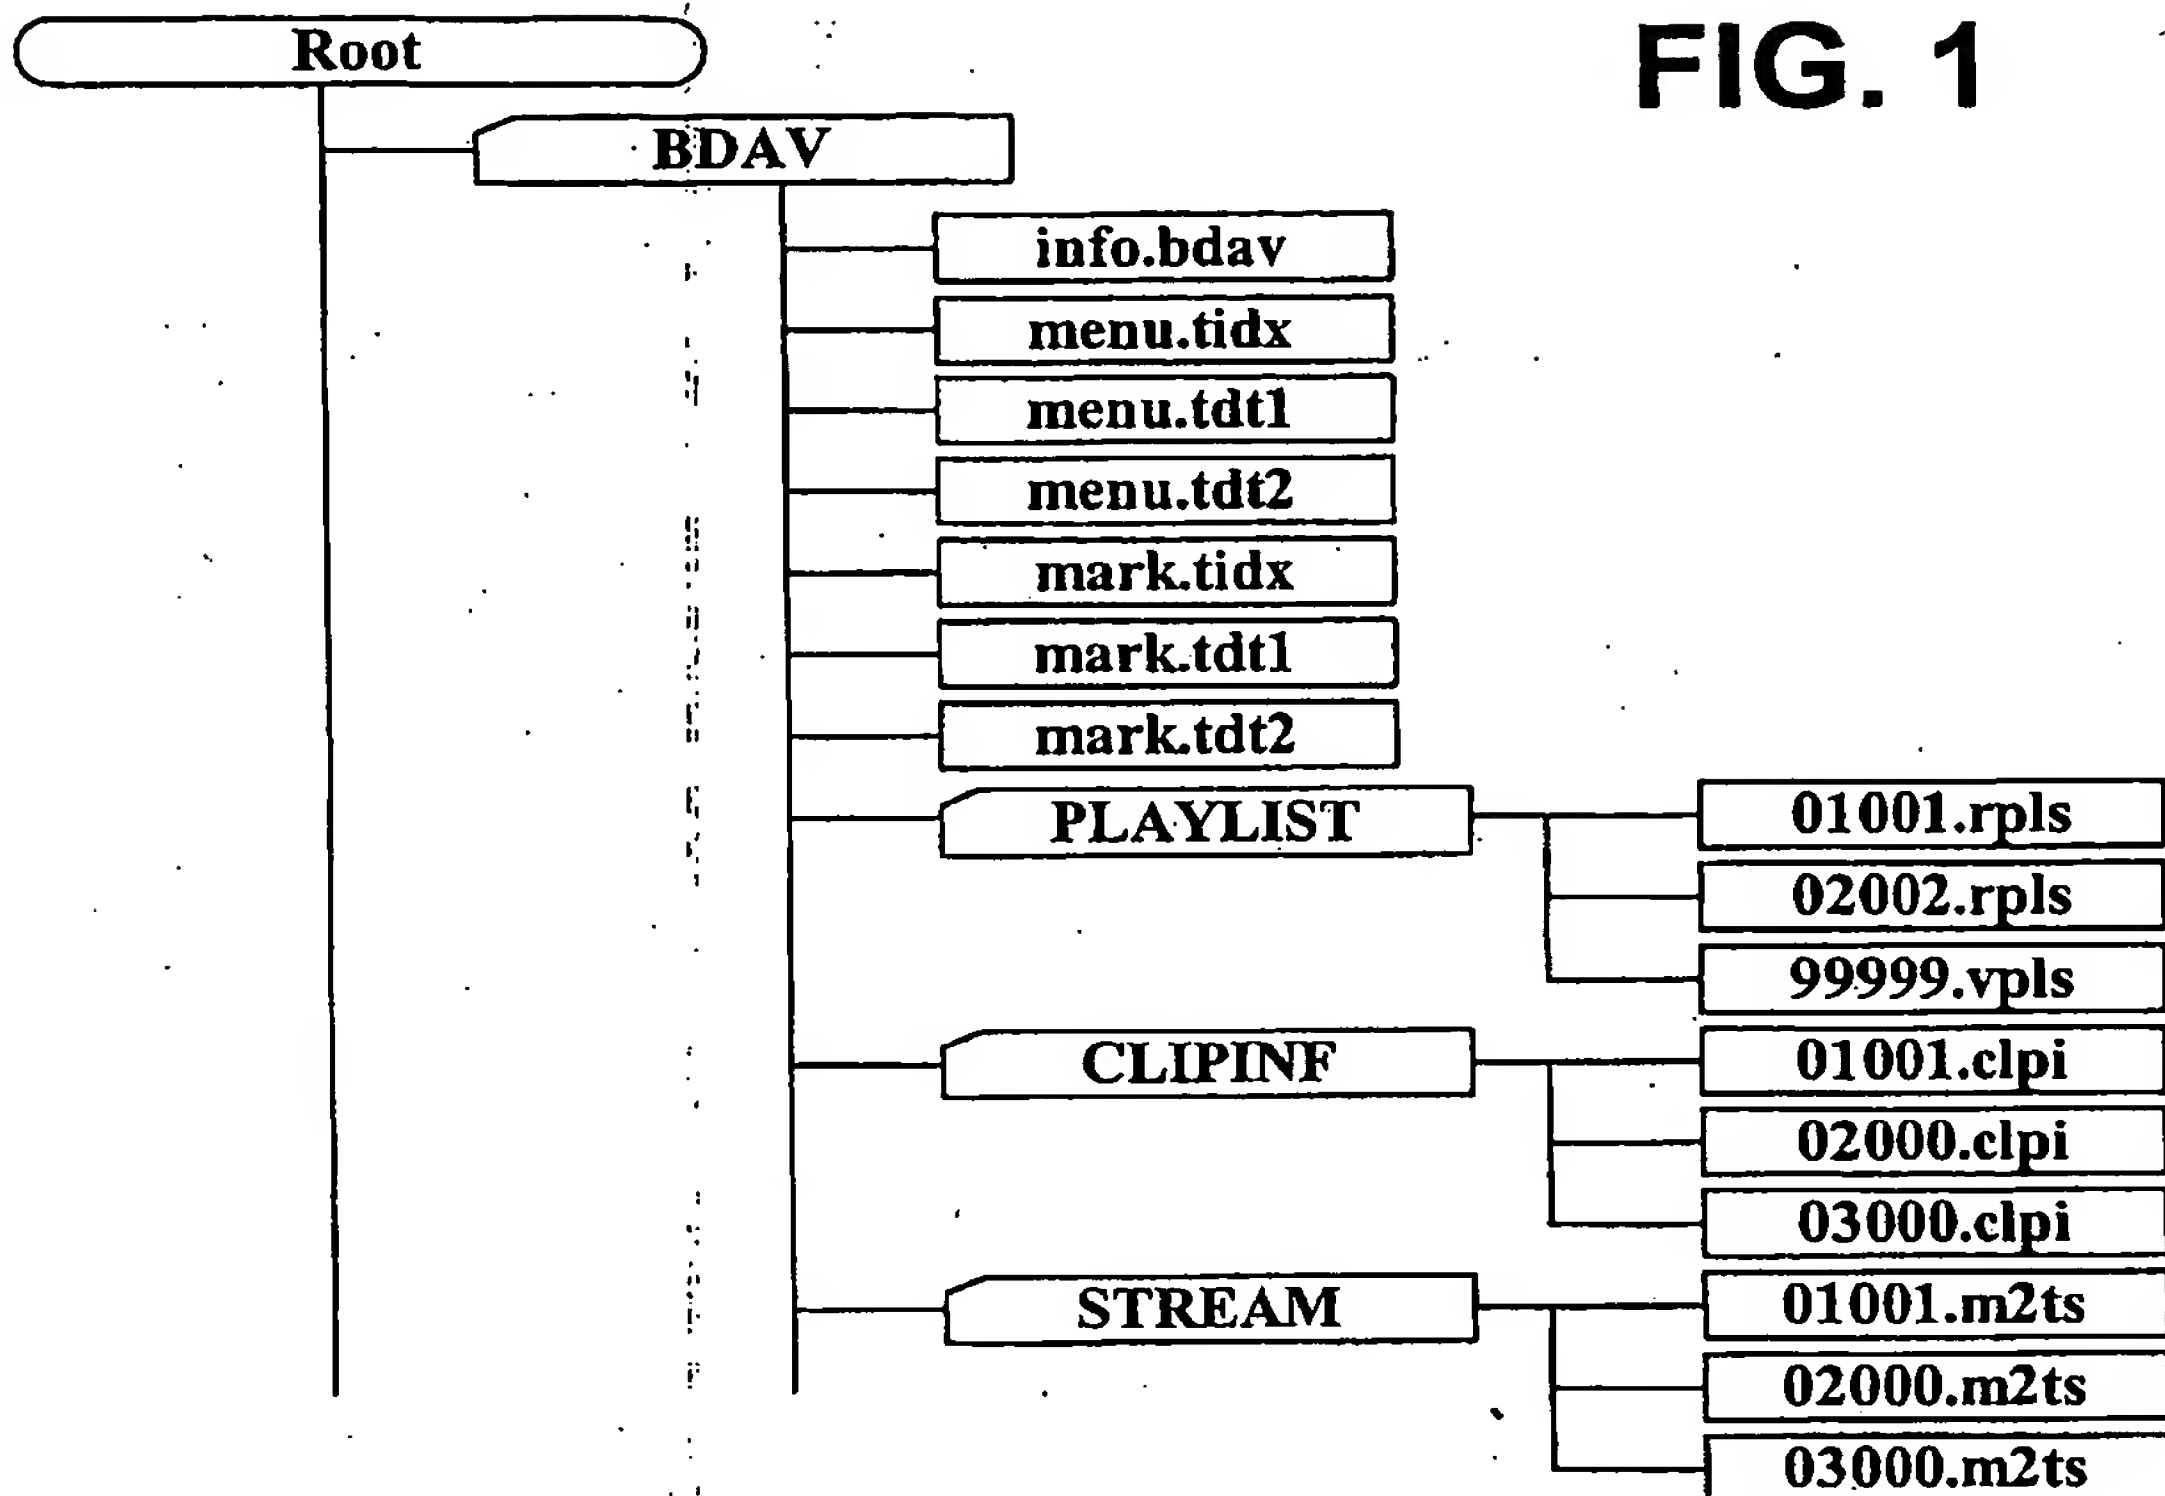 FIG. 1
Root
BDAV
info.bdav
menu.tidx
menu.tdt1
menu.tdt2
mark.tidx
mark.tdt1
mark.tdt2
PLAYLIST
01001.rpls
02002.rpls
99999.vpls
CLIPINF
01001.clpi
02000.clpi
03000.clpi
STREAM
01001.m2ts
02000.m2ts
03000.m2ts